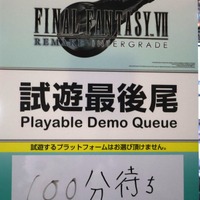 FINAL FANTASY VII
REMAKE INTERGRADE
試遊最後尾
Playable Demo Queue
試遊するプラットフォームはお選び頂けません。
100分待ち